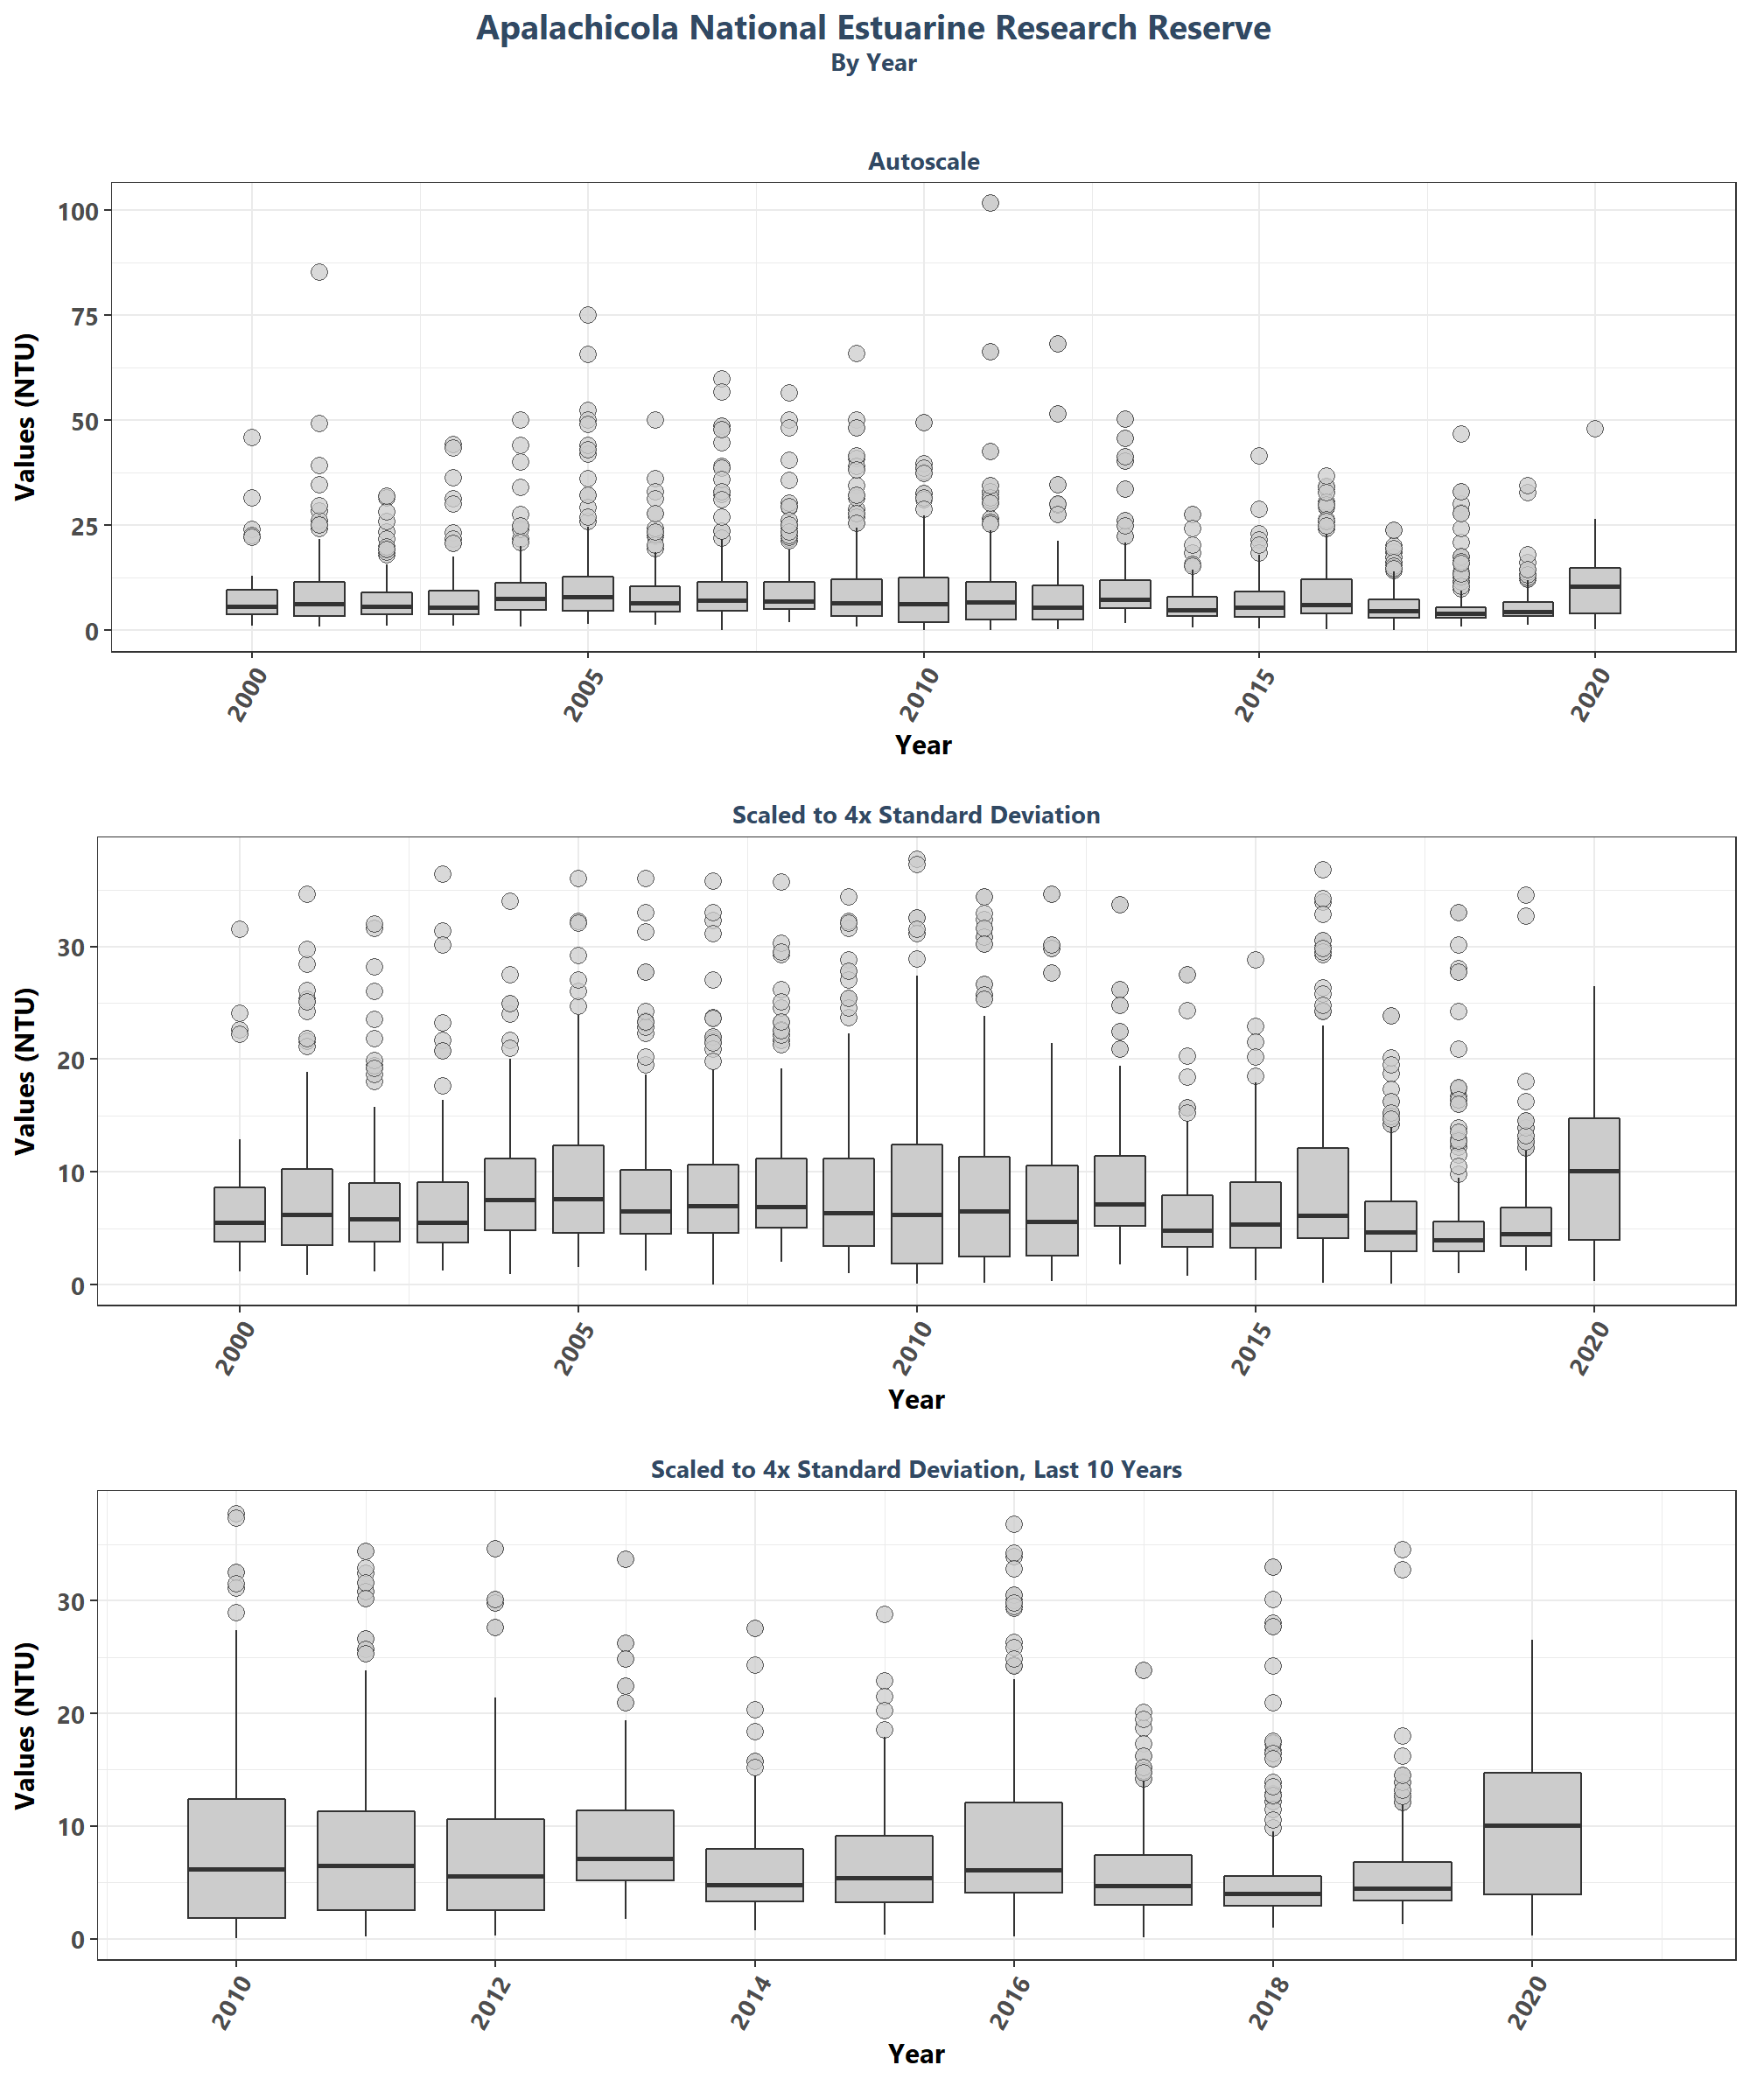 Apalachicola National Estuarine Research Reserve
By Year
Autoscale
Values (NTU)
100
75
50
25
0
2000
2005
2010
2015
2020
Year
Scaled to 4x Standard Deviation
Values (NTU)
30
20
10
0
2000
2005
2010
2015
2020
Year
Scaled to 4x Standard Deviation, Last 10 Years
Values (NTU)
30
20
10
0
2010
2012
2014
2016
2018
2020
Year